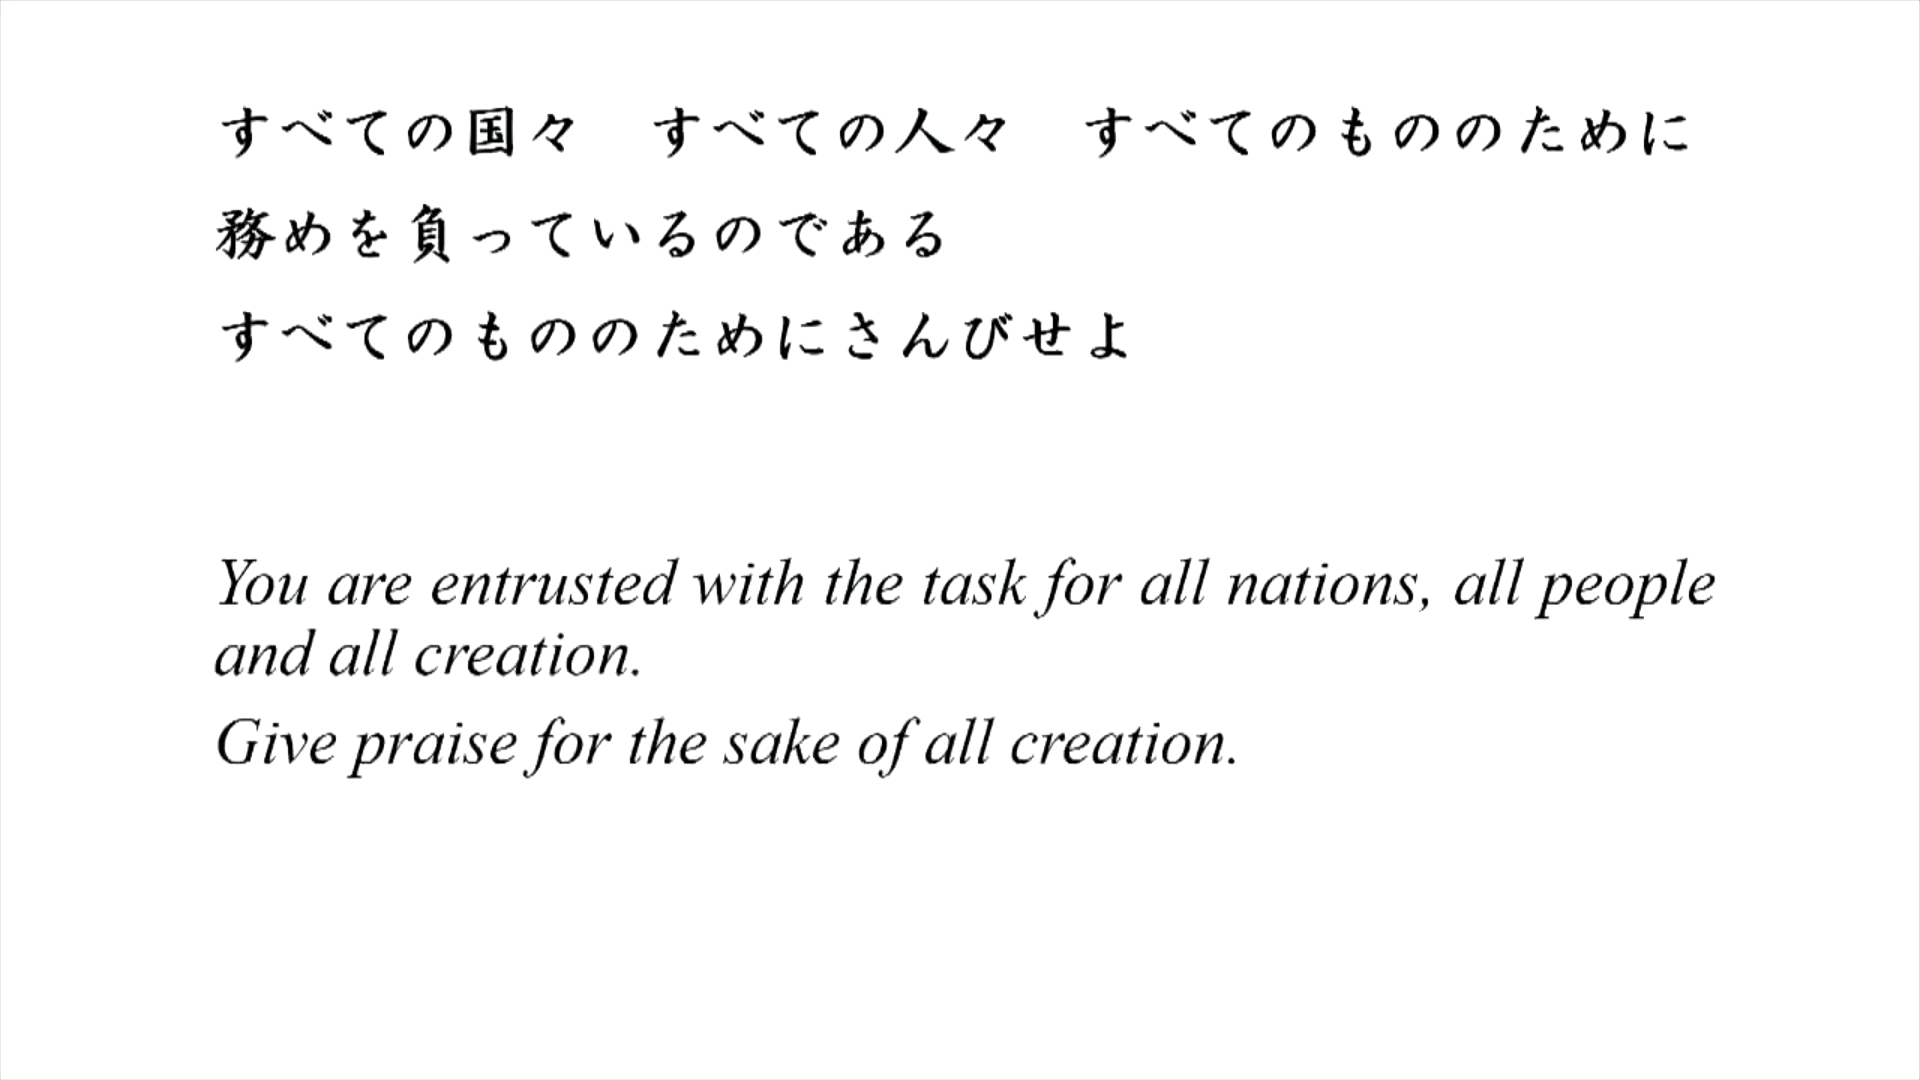 すべての国々　すべての人々　すべてのもののために
務めを負っているのである
すべてのもののためにさんびせよ
You are entrusted with the task for all nations, all people
and all creation.
Give praise for the sake of all creation.